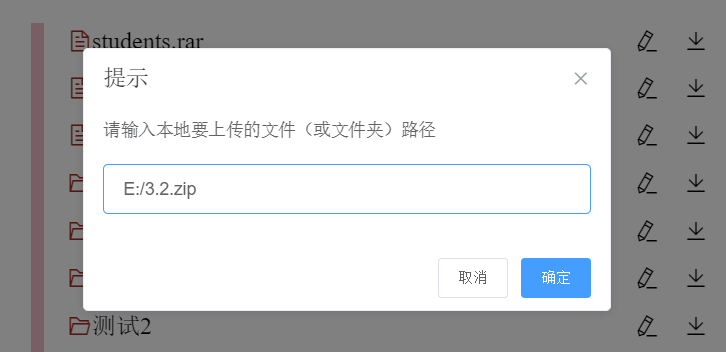 students.rar
提示
请输入本地要上传的文件（或文件夹）路径
E:/3.2.zip
取消
确定
测试2